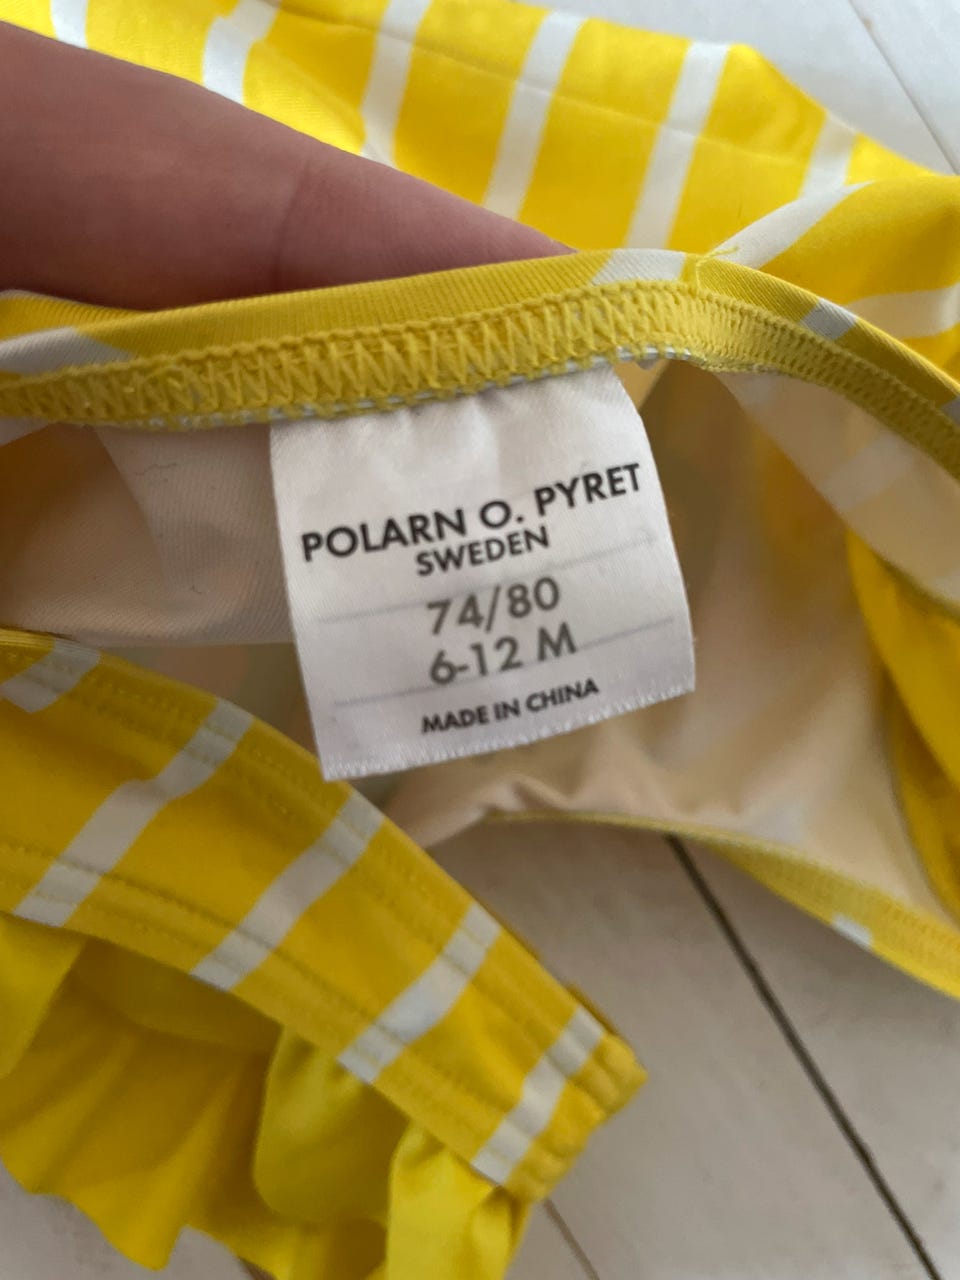 POLARN O. PYRET
SWEDEN
74/80
6-12 M
MADE IN CHINA